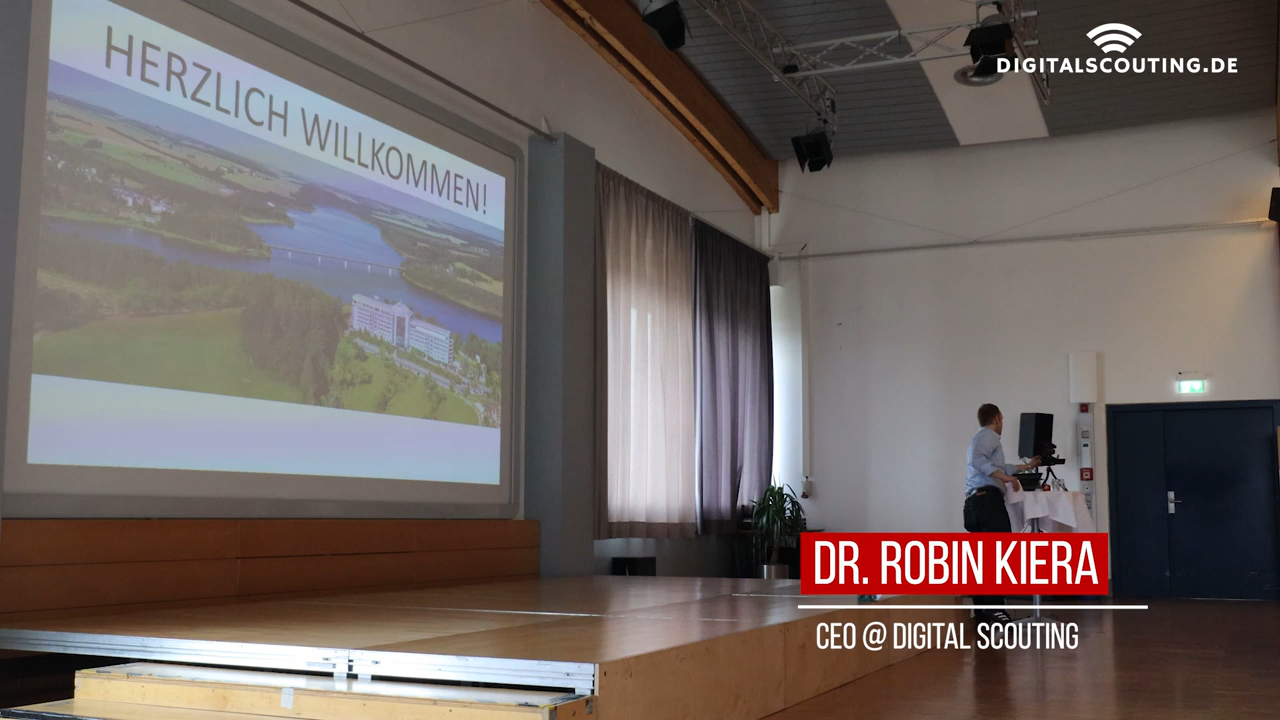 HERZLICH WILLKOMMEN!
DIGITALSCOUTING.DE
DR. ROBIN KIERA
CEO @ DIGITAL SCOUTING